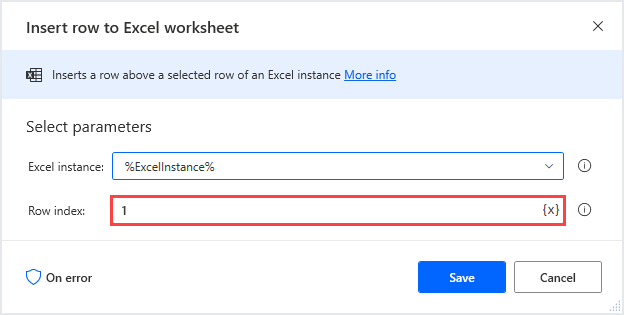 Insert row to Excel worksheet
Inserts a row above a selected row of an Excel instance More info
Select parameters
Excel instance: %ExcelInstance%
Row index: 1 {x}
On error Save Cancel